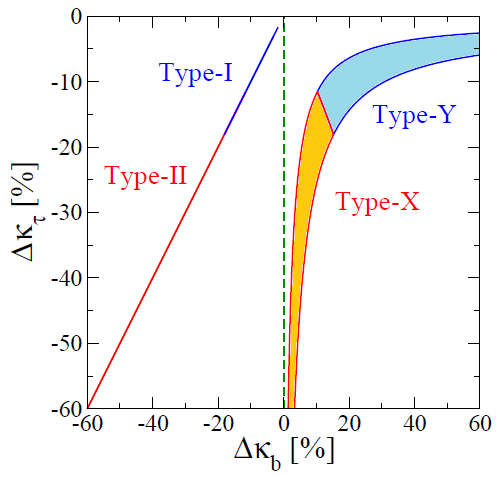 0
-10
-20
-30
-40
-50
-60
Δκτ [%]
Type-I
Type-II
Type-Y
Type-X
-60 -40 -20 0 20 40 60
Δκb [%]